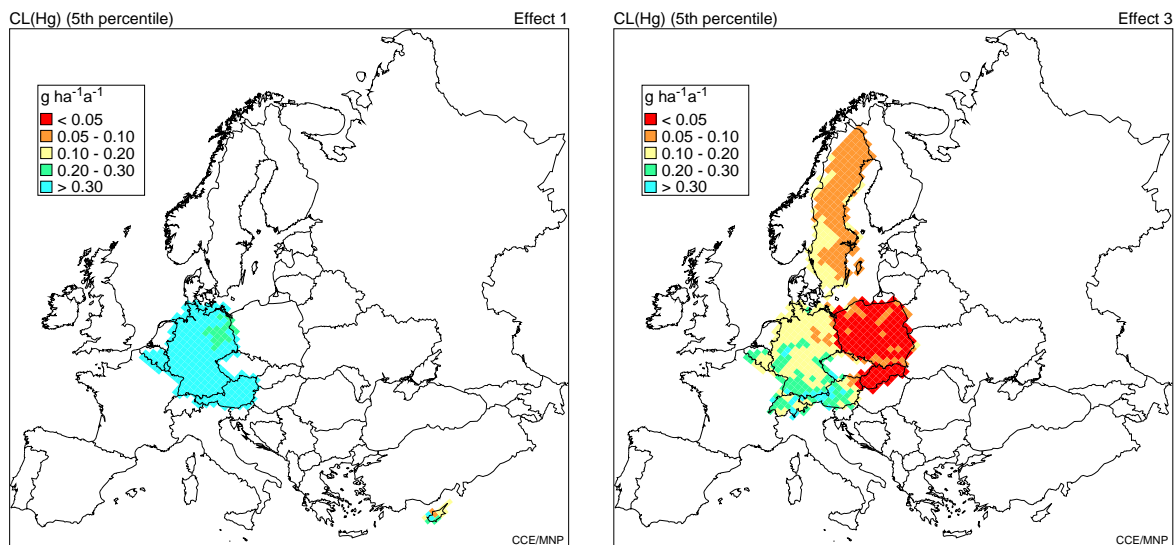 CL(Hg) (5th percentile) Effect 1
g ha⁻¹a⁻¹
< 0.05
0.05 - 0.10
0.10 - 0.20
0.20 - 0.30
> 0.30
CCE/MNP
CL(Hg) (5th percentile) Effect 3
g ha⁻¹a⁻¹
< 0.05
0.05 - 0.10
0.10 - 0.20
0.20 - 0.30
> 0.30
CCE/MNP